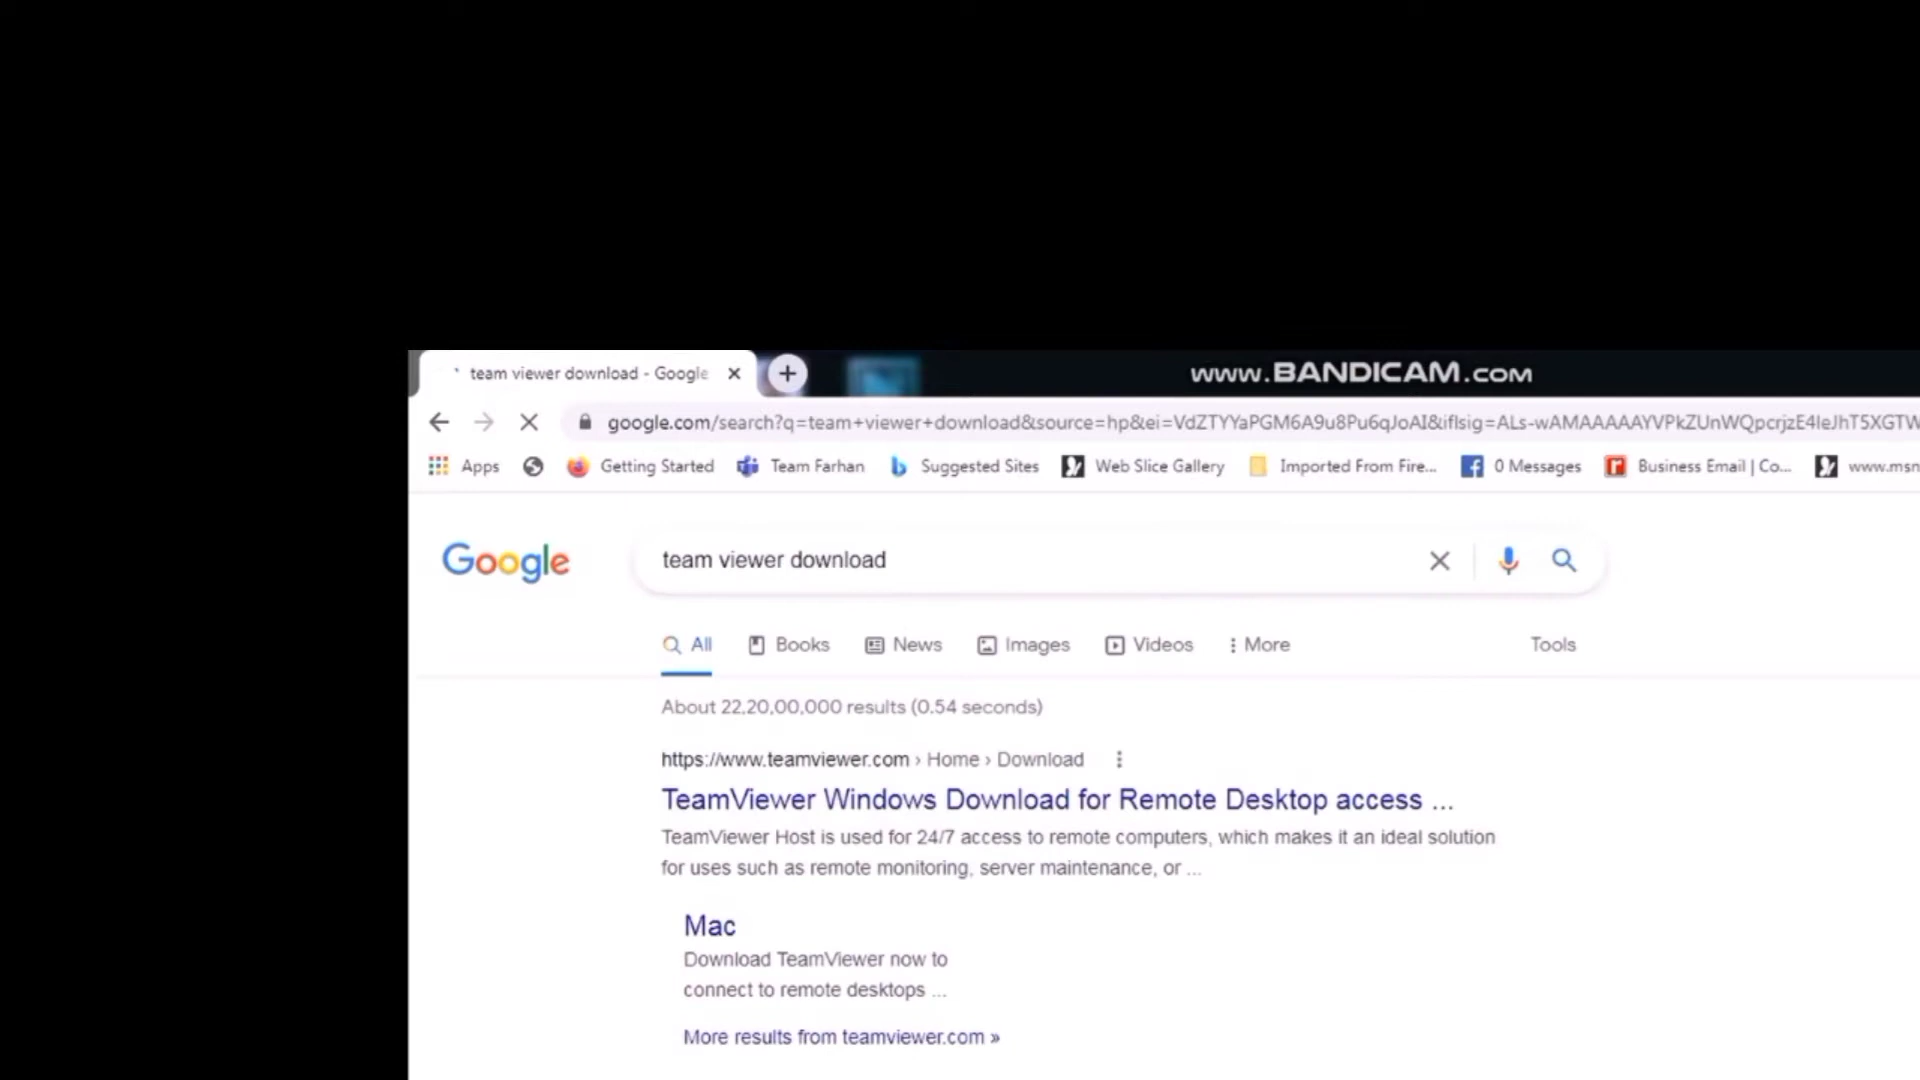 team viewer download - Google
www.BANDICAM.com
google.com/search?q=team+viewer+download&source=hp&ei=VdZTYYaPGM6A9u8Pu6qJoAI&iflsig=ALs-wAMAAAAAYVPkZUnWQpcrjzE4leJhT5XGTW
Apps Getting Started Team Farhan Suggested Sites Web Slice Gallery Imported From Fire... 0 Messages Business Email | Co... www.msn
Google
team viewer download
All Books News Images Videos More Tools
About 22,20,00,000 results (0.54 seconds)
https://www.teamviewer.com › Home › Download
TeamViewer Windows Download for Remote Desktop access ...
TeamViewer Host is used for 24/7 access to remote computers, which makes it an ideal solution
for uses such as remote monitoring, server maintenance, or ...
Mac
Download TeamViewer now to
connect to remote desktops ...
More results from teamviewer.com »